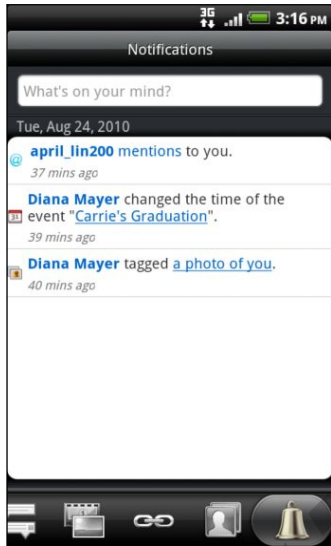 3G
3:16 PM
Notifications
What's on your mind?
Tue, Aug 24, 2010
@ april_lin200 mentions to you.
37 mins ago
Diana Mayer changed the time of the
31 event "Carrie's Graduation".
39 mins ago
Diana Mayer tagged a photo of you.
40 mins ago